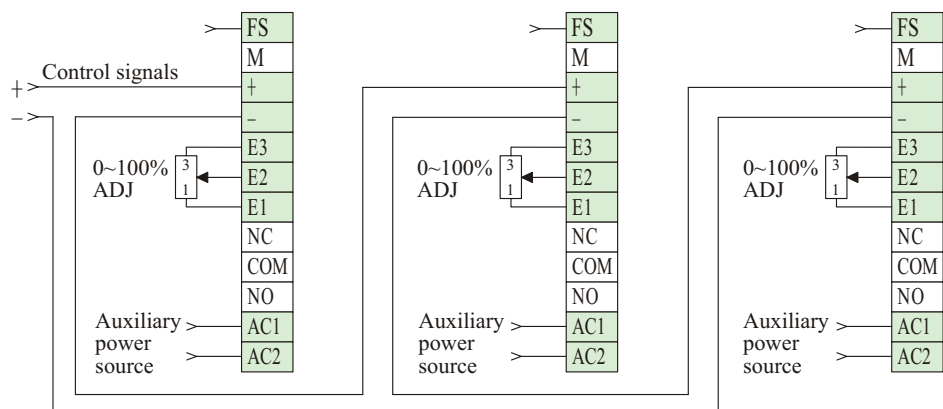 FS
M
+
–
E3
E2
E1
NC
COM
NO
AC1
AC2
+
Control signals
–
0~100%
ADJ
3
1
Auxiliary
power
source
FS
M
+
–
E3
E2
E1
NC
COM
NO
AC1
AC2
0~100%
ADJ
3
1
Auxiliary
power
source
FS
M
+
–
E3
E2
E1
NC
COM
NO
AC1
AC2
0~100%
ADJ
3
1
Auxiliary
power
source